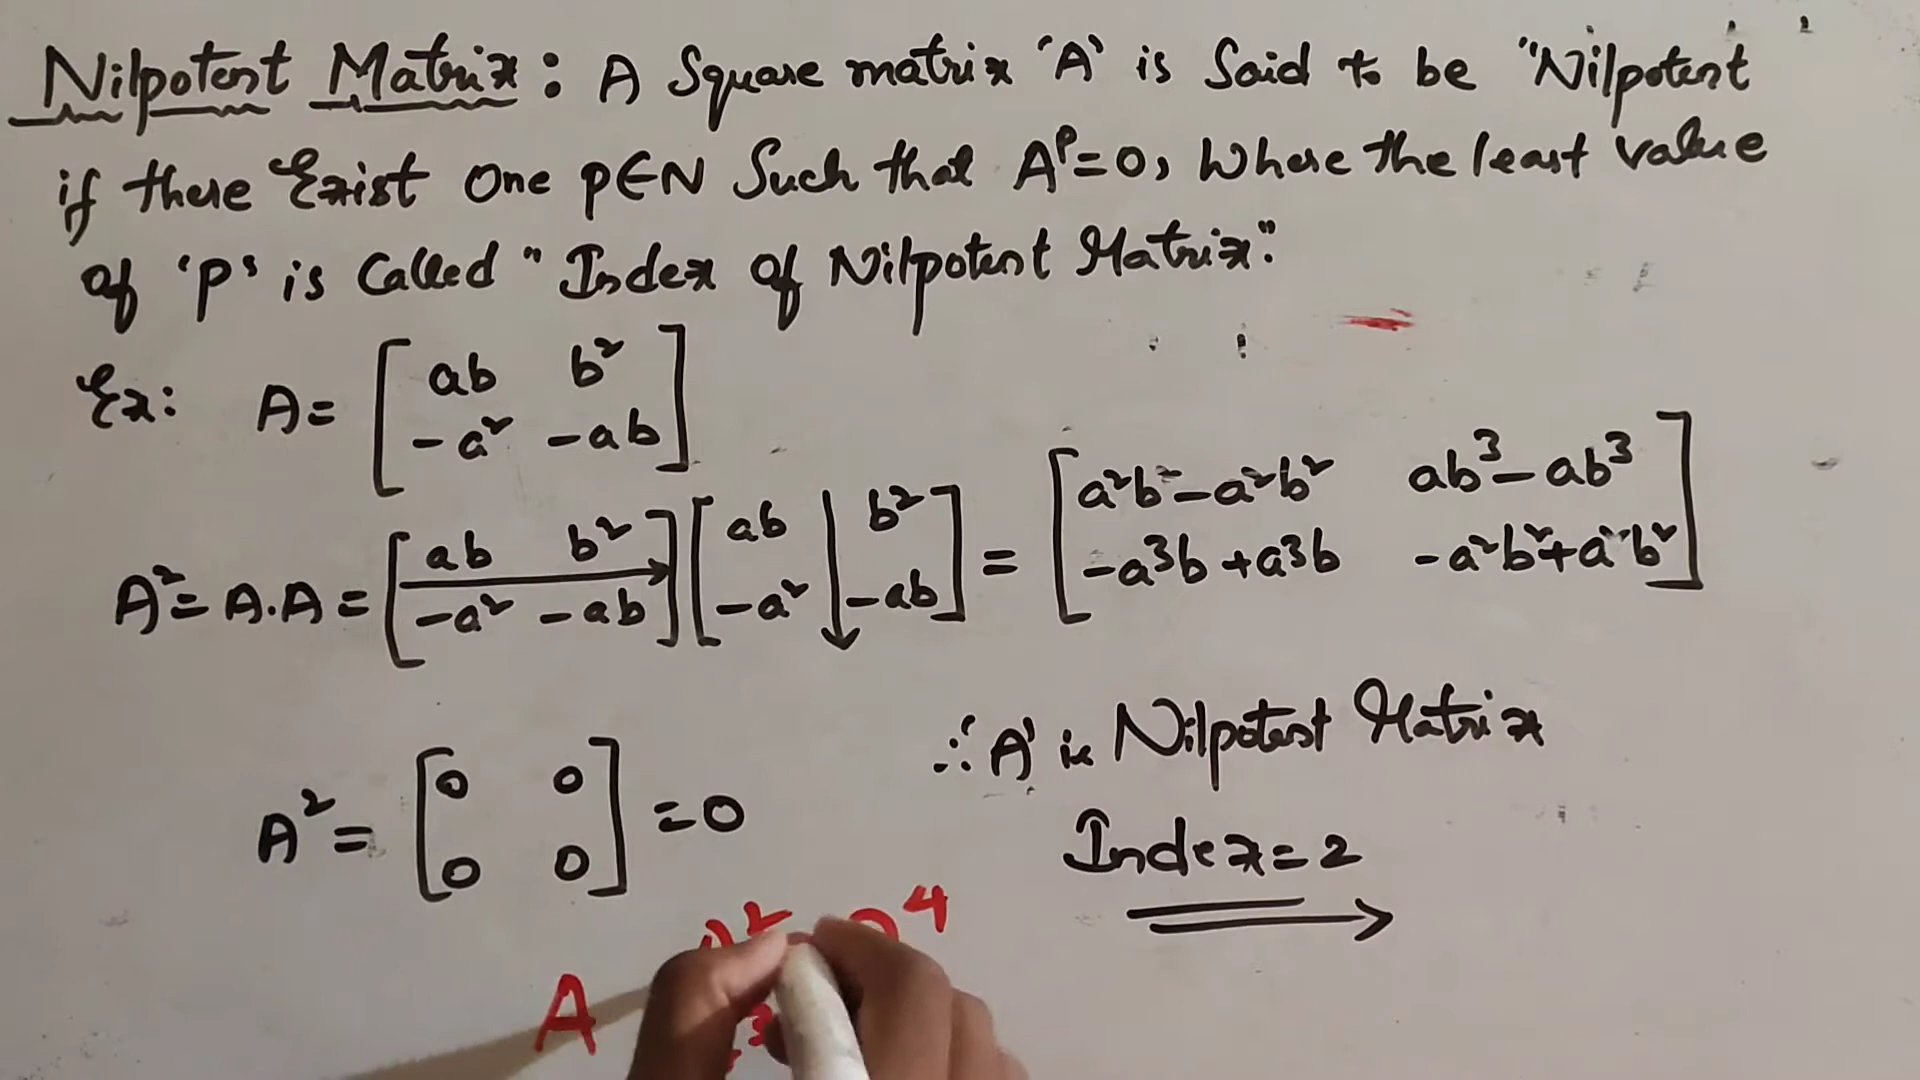 Nilpotent Matrix: A Square matrix 'A' is Said to be "Nilpotent
if there Exist One p∈N Such that Aᵖ=0, Where the least value
of 'P' is Called "Index of Nilpotent Matrix".
Ex: A= [ab b²
-a² -ab]
A²= A.A = [ab b²
-a² -ab] [ab b²
-a² -ab] = [a²b²-a²b² ab³-ab³
-a³b+a³b -a²b²+a²b²]
A²= [0 0
0 0] =0
∴ 'A' is Nilpotent Matrix
Index=2
A